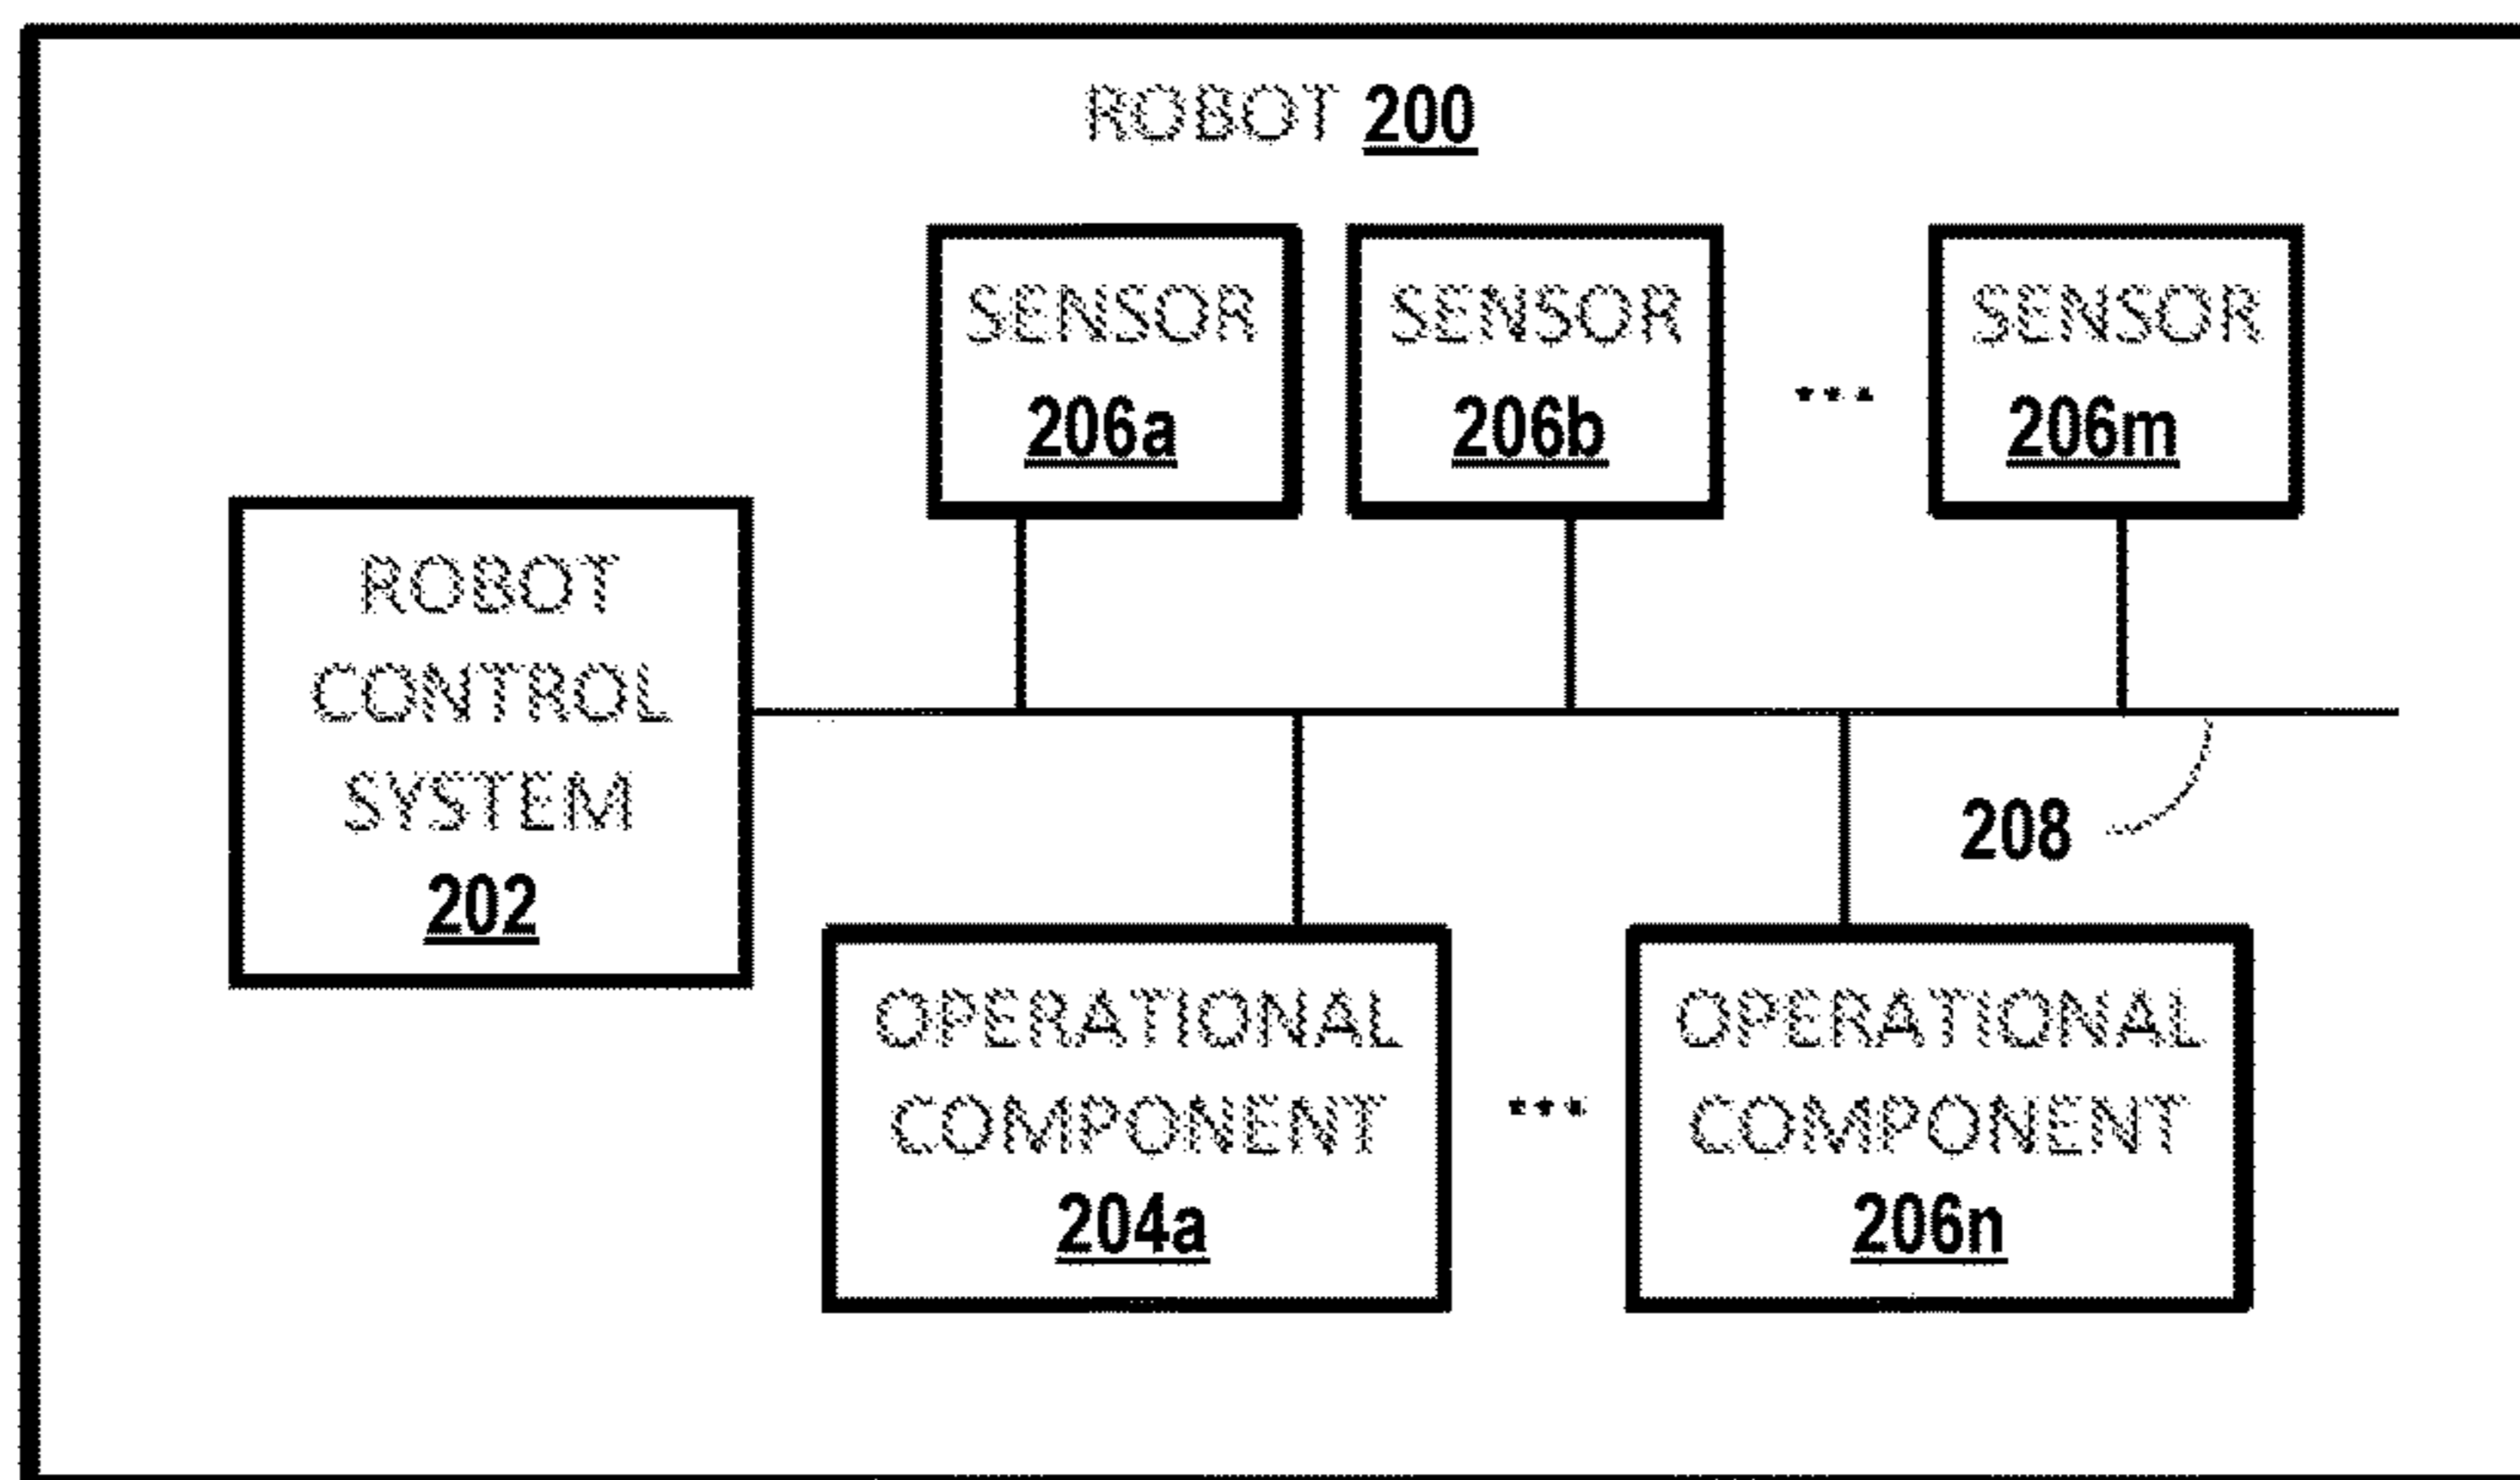 ROBOT 200
SENSOR
206a
SENSOR
206b
...
SENSOR
206m
ROBOT
CONTROL
SYSTEM
202
208
OPERATIONAL
COMPONENT
204a
...
OPERATIONAL
COMPONENT
206n